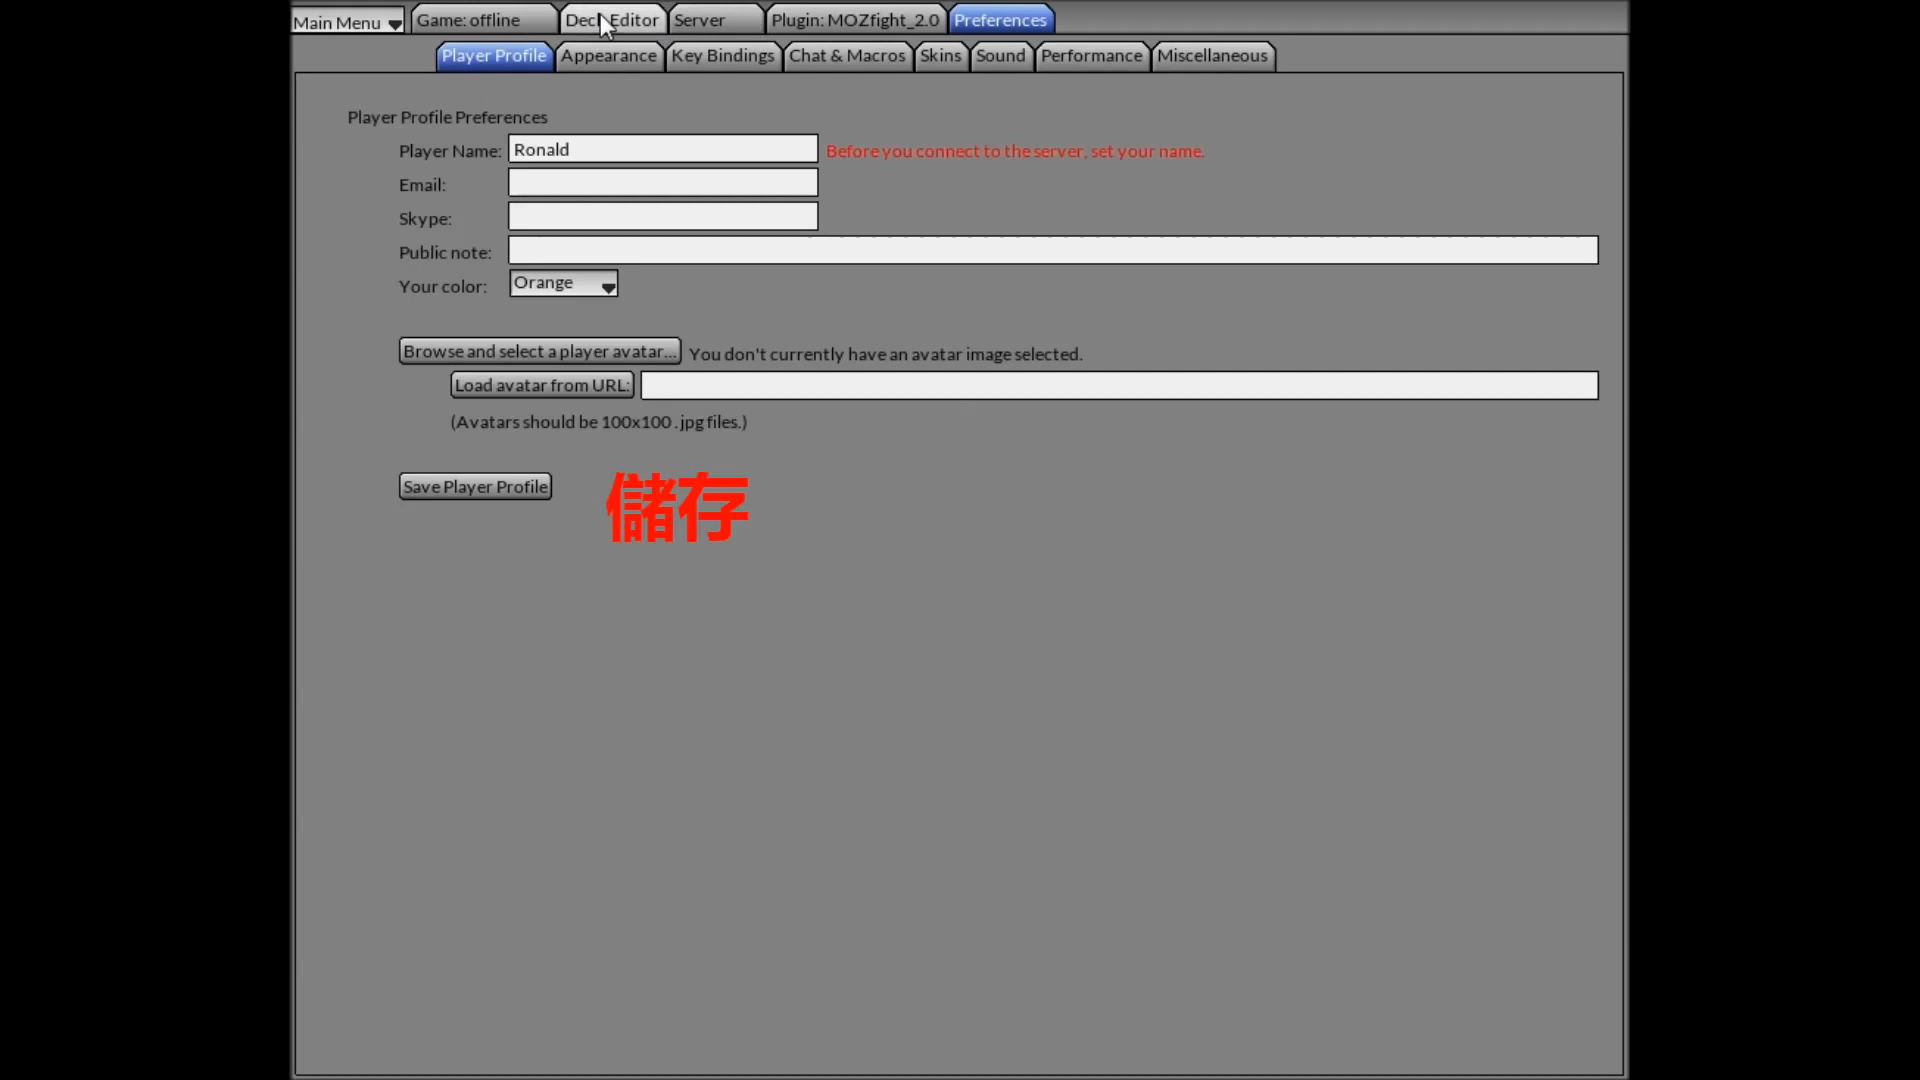 Main Menu Game: offline Deck Editor Server Plugin: MOZfight_2.0 Preferences
Player Profile Appearance Key Bindings Chat & Macros Skins Sound Performance Miscellaneous
Player Profile Preferences
Player Name: Ronald Before you connect to the server, set your name.
Email:
Skype:
Public note:
Your color: Orange
Browse and select a player avatar... You don't currently have an avatar image selected.
Load avatar from URL:
(Avatars should be 100x100 .jpg files.)
Save Player Profile 儲存